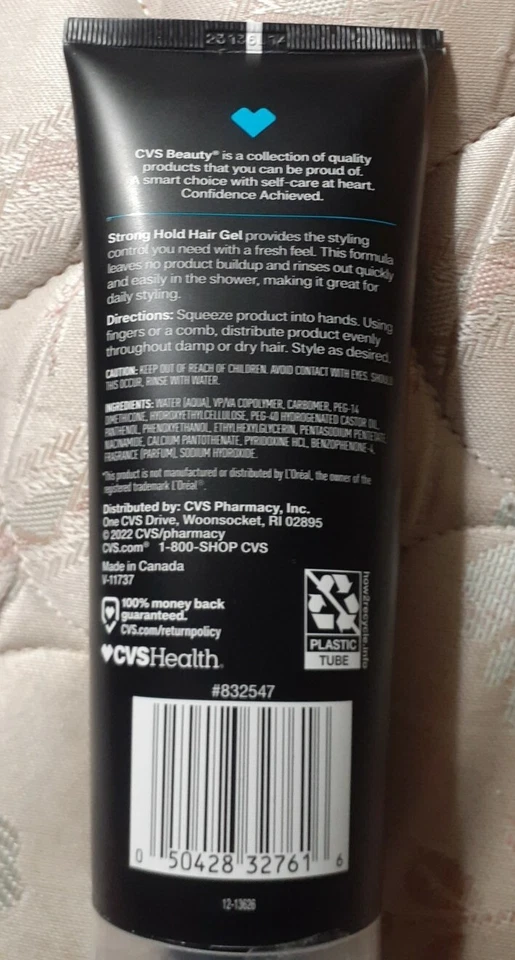 CVS Beauty® is a collection of quality
products that you can be proud of.
A smart choice with self-care at heart.
Confidence Achieved.
Strong Hold Hair Gel provides the styling
control you need with a fresh feel. This formula
leaves no product buildup and rinses out quickly
and easily in the shower, making it great for
daily styling.
Directions: Squeeze product into hands. Using
fingers or a comb, distribute product evenly
throughout damp or dry hair. Style as desired.
CAUTION: KEEP OUT OF REACH OF CHILDREN. AVOID CONTACT WITH EYES. SHOULD
THIS OCCUR, RINSE WITH WATER.
INGREDIENTS: WATER (AQUA), VP/VA COPOLYMER, CARBOMER, PEG-14
DIMETHICONE, HYDROXYETHYLCELLULOSE, PEG-40 HYDROGENATED CASTOR OIL,
PANTHENOL, PHENOXYETHANOL, ETHYLHEXYLGLYCERIN, PENTASODIUM PENTETATE,
NIACINAMIDE, CALCIUM PANTOTHENATE, PYRIDOXINE HCL, BENZOPHENONE-4,
FRAGRANCE (PARFUM), SODIUM HYDROXIDE.
*This product is not manufactured or distributed by L'Oréal, the owner of the
registered trademark L'Oréal®.
Distributed by: CVS Pharmacy, Inc.
One CVS Drive, Woonsocket, RI 02895
© 2022 CVS/pharmacy
CVS.com® 1-800-SHOP CVS
Made in Canada
V-11737
100% money back
guaranteed.
CVS.com/returnpolicy
CVSHealth
PLASTIC
TUBE
how2recycle.info
#832547
0 50428 32761 6
12-13626